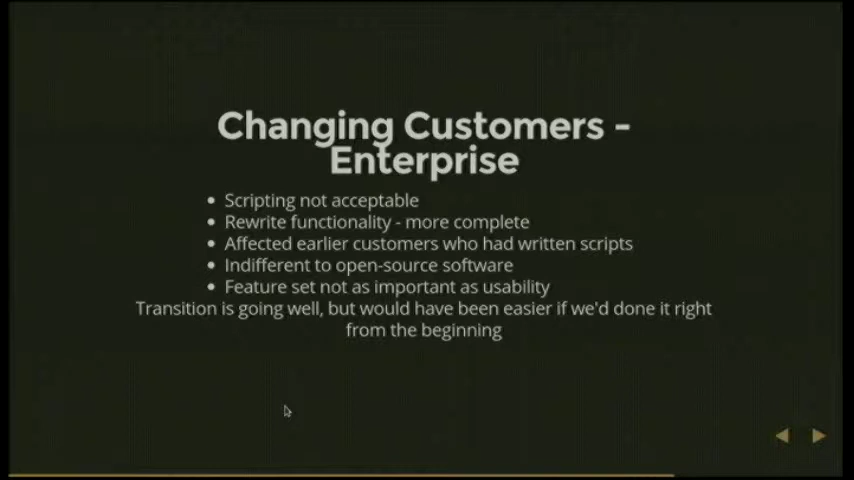 Changing Customers -
Enterprise
Scripting not acceptable
Rewrite functionality - more complete
Affected earlier customers who had written scripts
Indifferent to open-source software
Feature set not as important as usability
Transition is going well, but would have been easier if we'd done it right
from the beginning